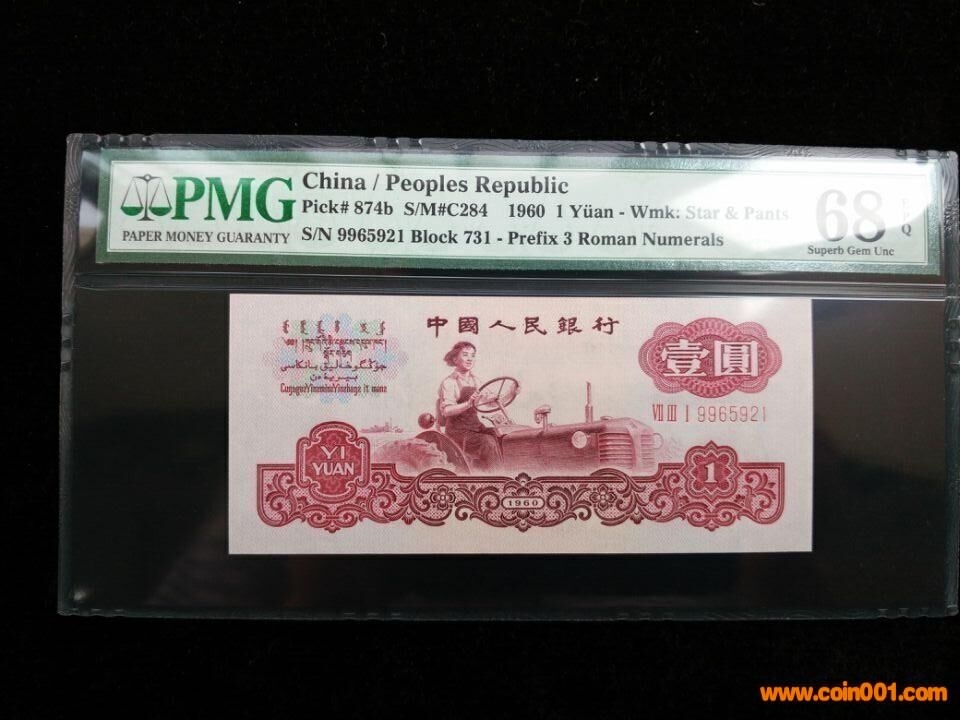 PMG
PAPER MONEY GUARANTY
China / Peoples Republic
Pick# 874b S/M#C284 1960 1 Yüan - Wmk: Star & Pants
S/N 9965921 Block 731 - Prefix 3 Roman Numerals
68 EPQ
Superb Gem Unc
中國人民銀行
壹圓
VII III I 9965921
YI
YUAN
1960
1
www.coin001.com